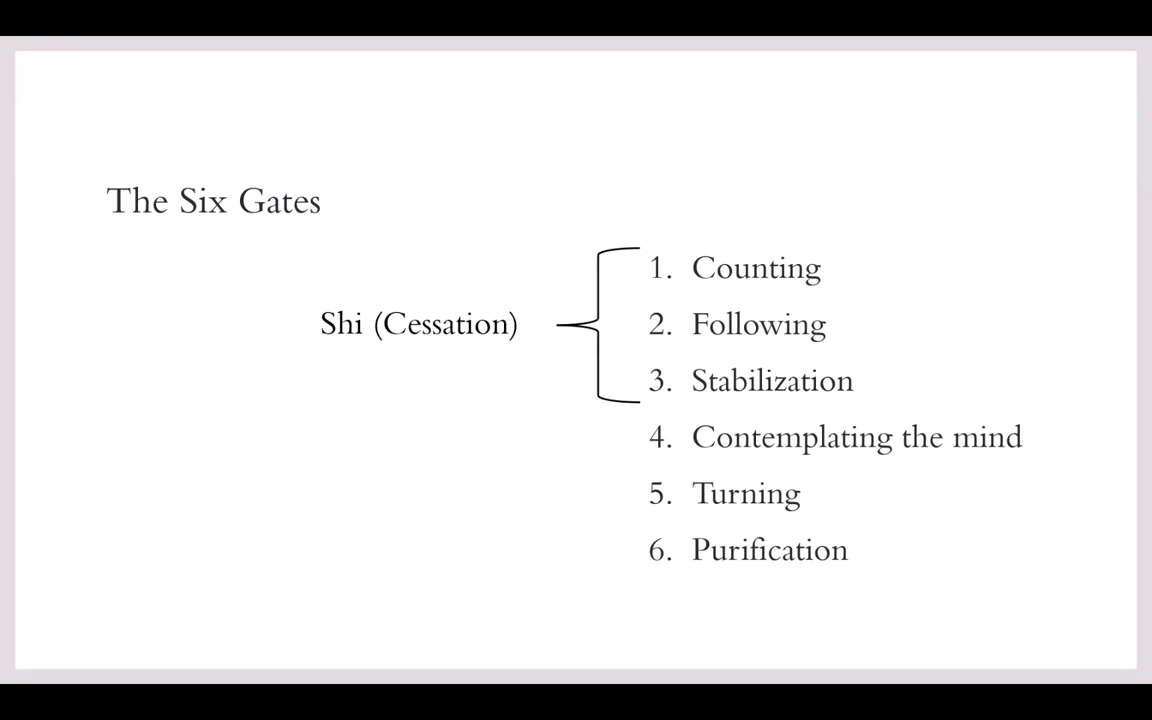 The Six Gates
Shi (Cessation)
1. Counting
2. Following
3. Stabilization
4. Contemplating the mind
5. Turning
6. Purification